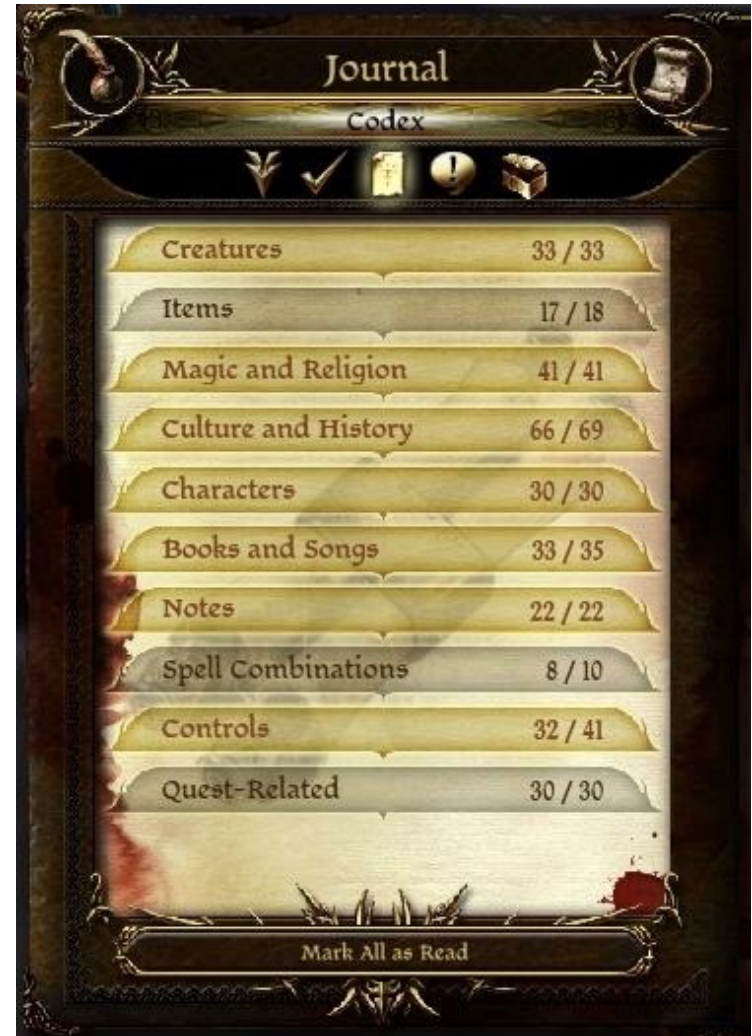 Journal
Codex
Creatures 33 / 33
Items 17 / 18
Magic and Religion 41 / 41
Culture and History 66 / 69
Characters 30 / 30
Books and Songs 33 / 35
Notes 22 / 22
Spell Combinations 8 / 10
Controls 32 / 41
Quest-Related 30 / 30
Mark All as Read